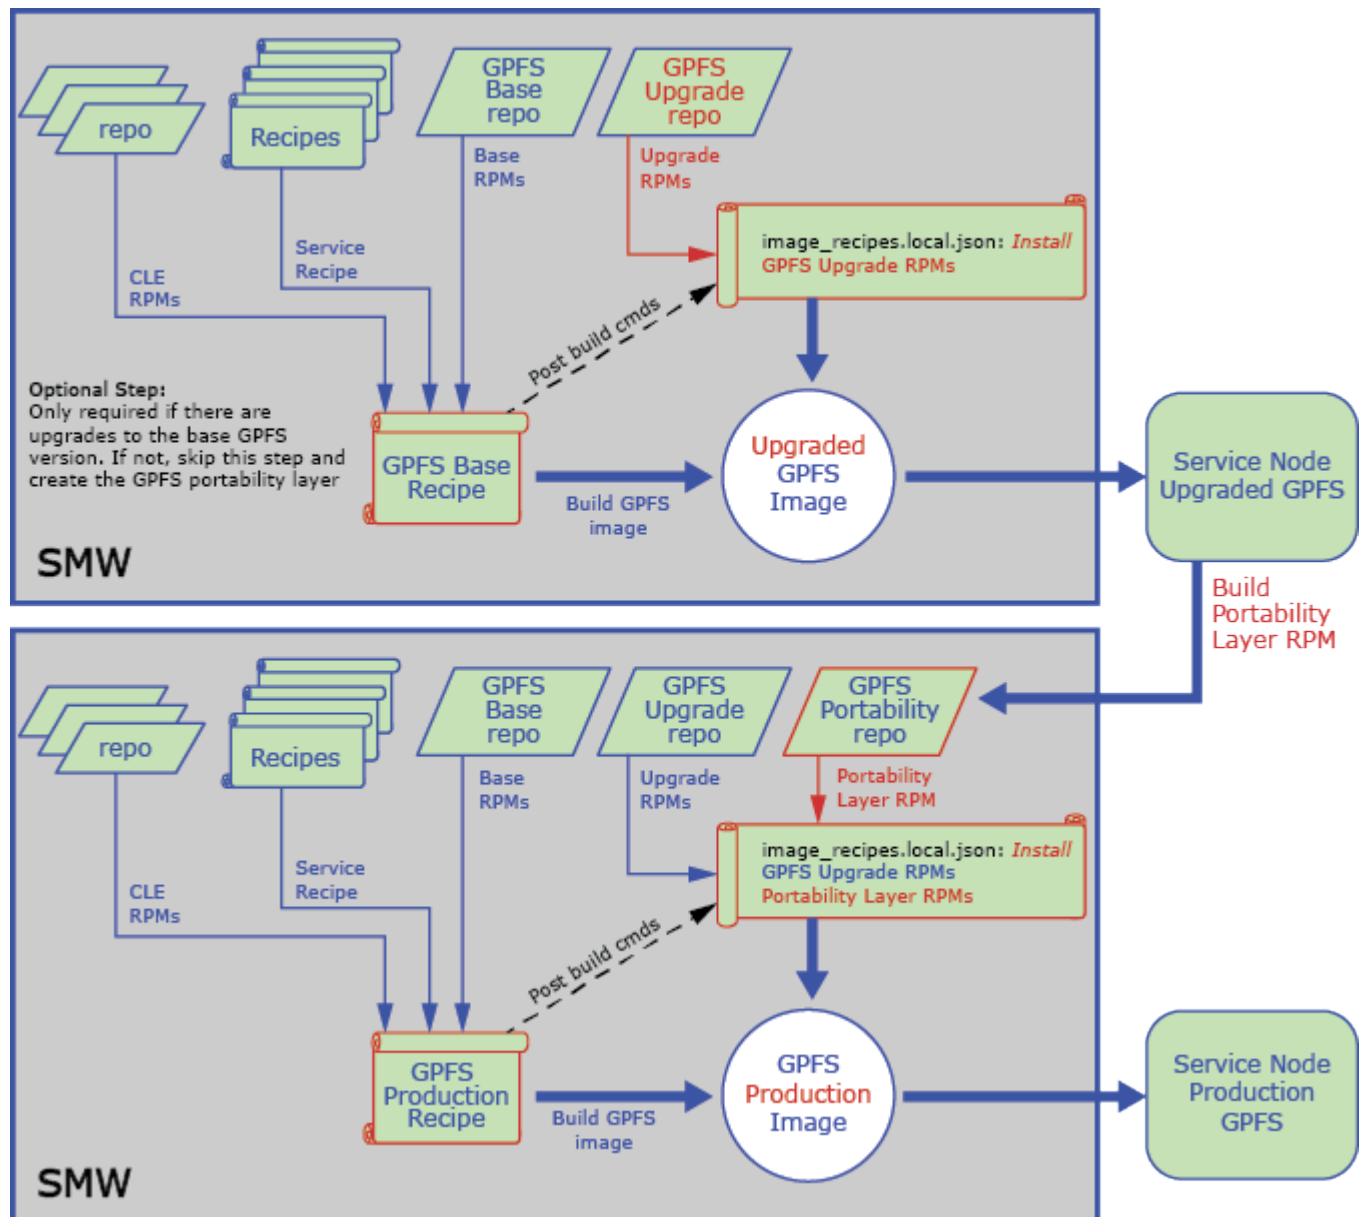 repo
Recipes
GPFS
Base
repo
GPFS
Upgrade
repo
Base
RPMs
Upgrade
RPMs
CLE
RPMs
Service
Recipe
image_recipes.local.json: Install
GPFS Upgrade RPMs
Post build cmds
Optional Step:
Only required if there are
upgrades to the base GPFS
version. If not, skip this step and
create the GPFS portability layer
GPFS Base
Recipe
Build GPFS
image
Upgraded
GPFS
Image
Service Node
Upgraded GPFS
SMW
Build
Portability
Layer RPM
repo
Recipes
GPFS
Base
repo
GPFS
Upgrade
repo
GPFS
Portability
repo
Base
RPMs
Upgrade
RPMs
Portability
Layer RPM
CLE
RPMs
Service
Recipe
image_recipes.local.json: Install
GPFS Upgrade RPMs
Portability Layer RPMs
Post build cmds
GPFS
Production
Recipe
Build GPFS
image
GPFS
Production
Image
Service Node
Production
GPFS
SMW